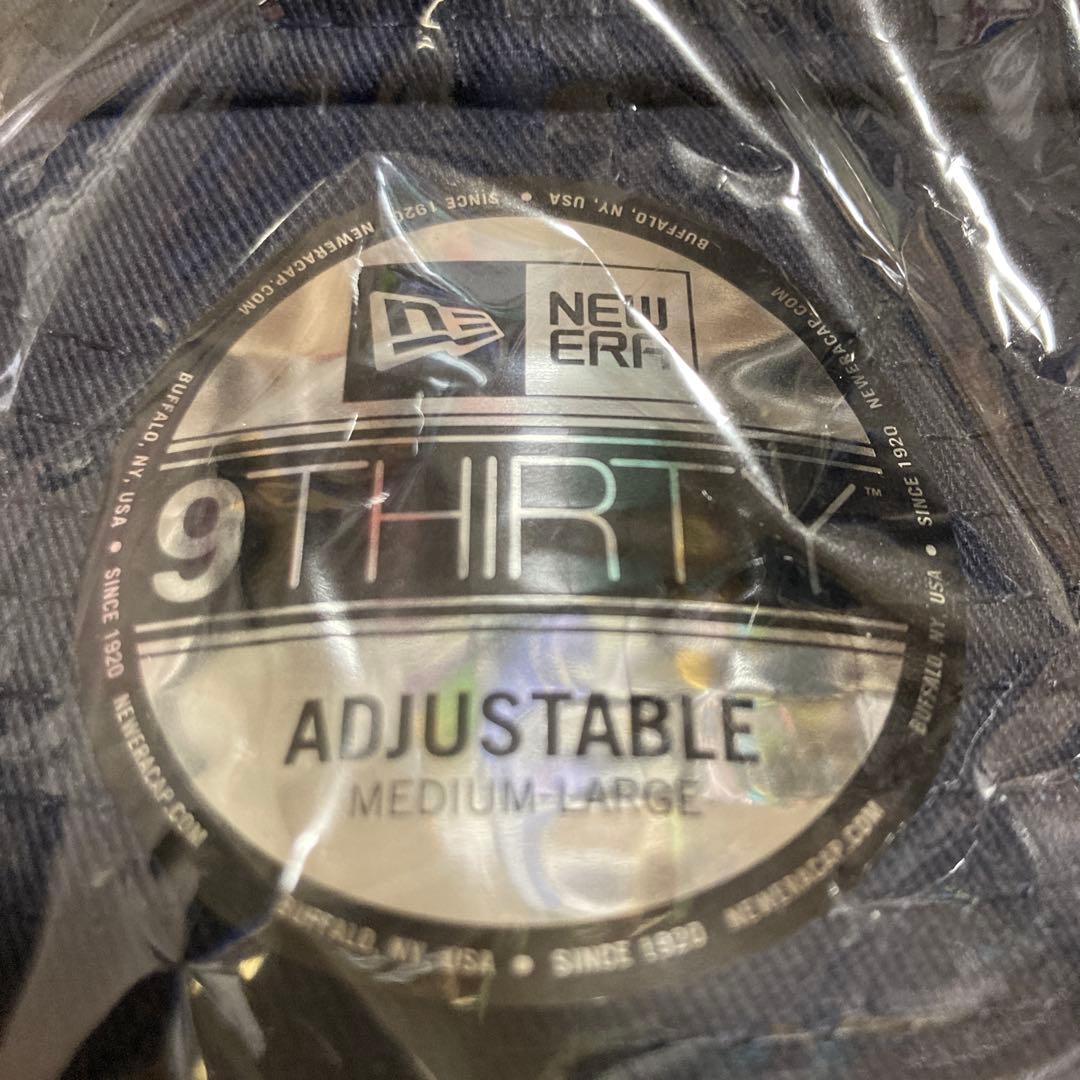 NEW
ERA
9THIRTY™
ADJUSTABLE
MEDIUM-LARGE
BUFFALO, NY, USA • SINCE 1920 NEWERACAP.COM
BUFFALO, NY, USA • SINCE 1920 NEWERACAP.COM
BUFFALO, NY, USA • SINCE 1920 NEWERACAP.COM
BUFFALO, NY, USA • SINCE 1920 NEWERACAP.COM